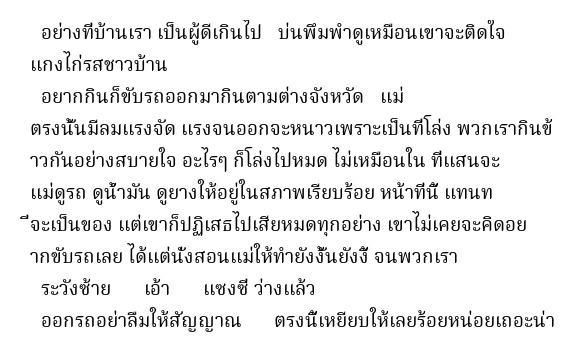 อย่างที่บ้านเรา เป็นผู้ดีเกินไป บ่นพึมพำดูเหมือนเขาจะติดใจ
แกงไก่รสชาวบ้าน
อยากกินก็ขับรถออกมากินตามต่างจังหวัด แม่
ตรงนั้นมีลมแรงจัด แรงจนออกจะหนาวเพราะเป็นที่โล่ง พวกเรากินข้
าวกันอย่างสบายใจ อะไรๆ ก็โล่งไปหมด ไม่เหมือนใน ที่แสนจะ
แม่ดูรถ ดูน้ำมัน ดูยางให้อยู่ในสภาพเรียบร้อย หน้าที่นี้ แทนท
ี่จะเป็นของ แต่เขาก็ปฏิเสธไปเสียหมดทุกอย่าง เขาไม่เคยจะคิดอย
ากขับรถเลย ได้แต่นั่งสอนแม่ให้ทำยังงั้นยังงี้ จนพวกเรา
ระวังซ้าย เอ้า แซงซี ว่างแล้ว
ออกรถอย่าลืมให้สัญญาณ ตรงนี้เหยียบให้เลยร้อยหน่อยเถอะน่า